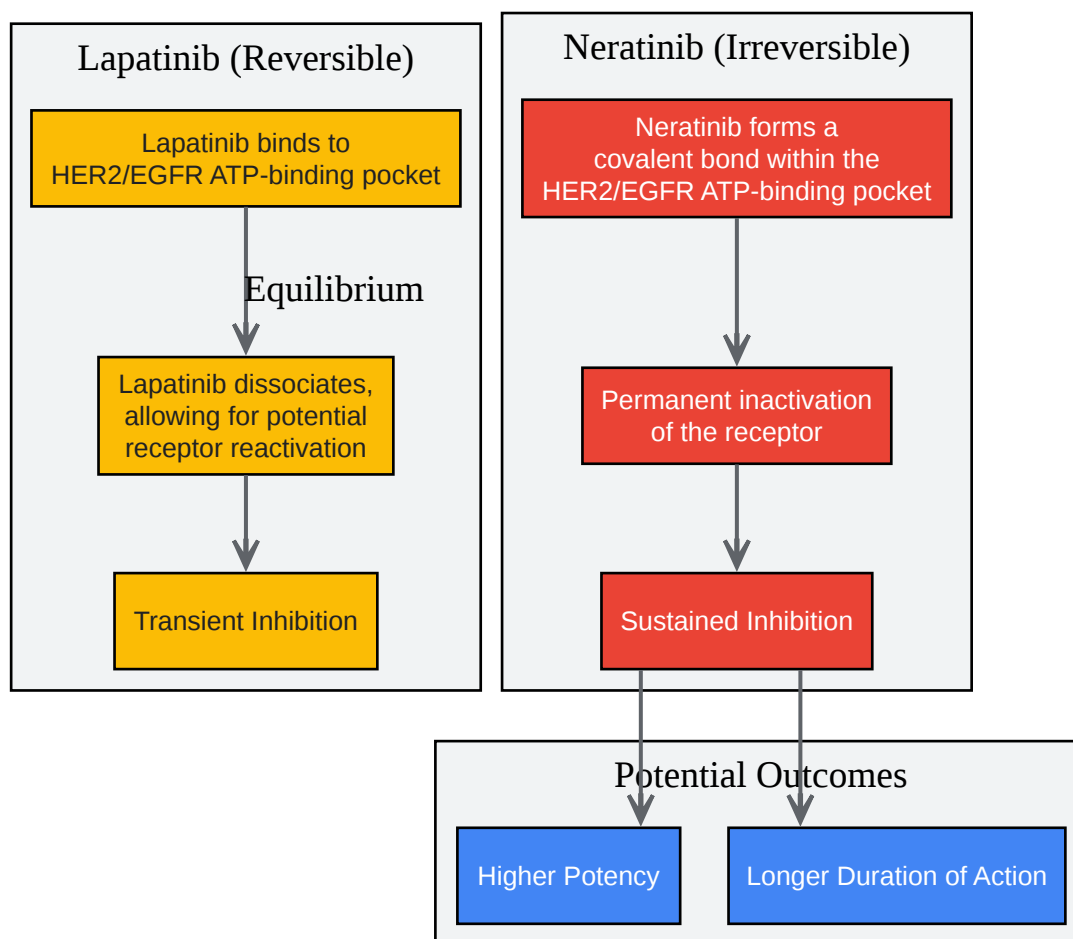 Lapatinib (Reversible)
Lapatinib binds to
HER2/EGFR ATP-binding pocket
Equilibrium
Lapatinib dissociates,
allowing for potential
receptor reactivation
Transient Inhibition
Neratinib (Irreversible)
Neratinib forms a
covalent bond within the
HER2/EGFR ATP-binding pocket
Permanent inactivation
of the receptor
Sustained Inhibition
Potential Outcomes
Higher Potency
Longer Duration of Action